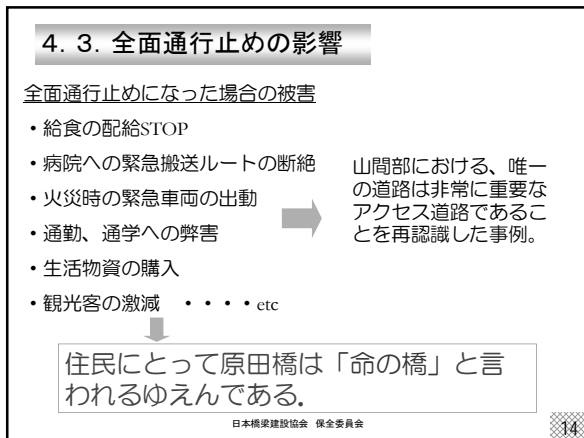 ４．３．全面通行止めの影響
全面通行止めになった場合の被害
・給食の配給STOP
・病院への緊急搬送ルートの断絶
・火災時の緊急車両の出動
・通勤、通学への弊害
・生活物資の購入
・観光客の激減　・・・・etc
山間部における、唯一
の道路は非常に重要な
アクセス道路であるこ
とを再認識した事例。
住民にとって原田橋は「命の橋」と言
われるゆえんである．
日本橋梁建設協会　保全委員会
14